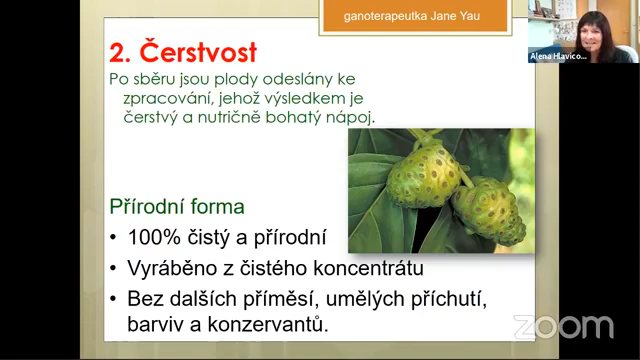 ganoterapeutka Jane Yau
Alena Hlavico...
2. Čerstvost
Po sběru jsou plody odeslány ke
zpracování, jehož výsledkem je
čerstvý a nutričně bohatý nápoj.
Přírodní forma
• 100% čistý a přírodní
• Vyráběno z čistého koncentrátu
• Bez dalších příměsí, umělých příchutí,
barviv a konzervantů.
zoom